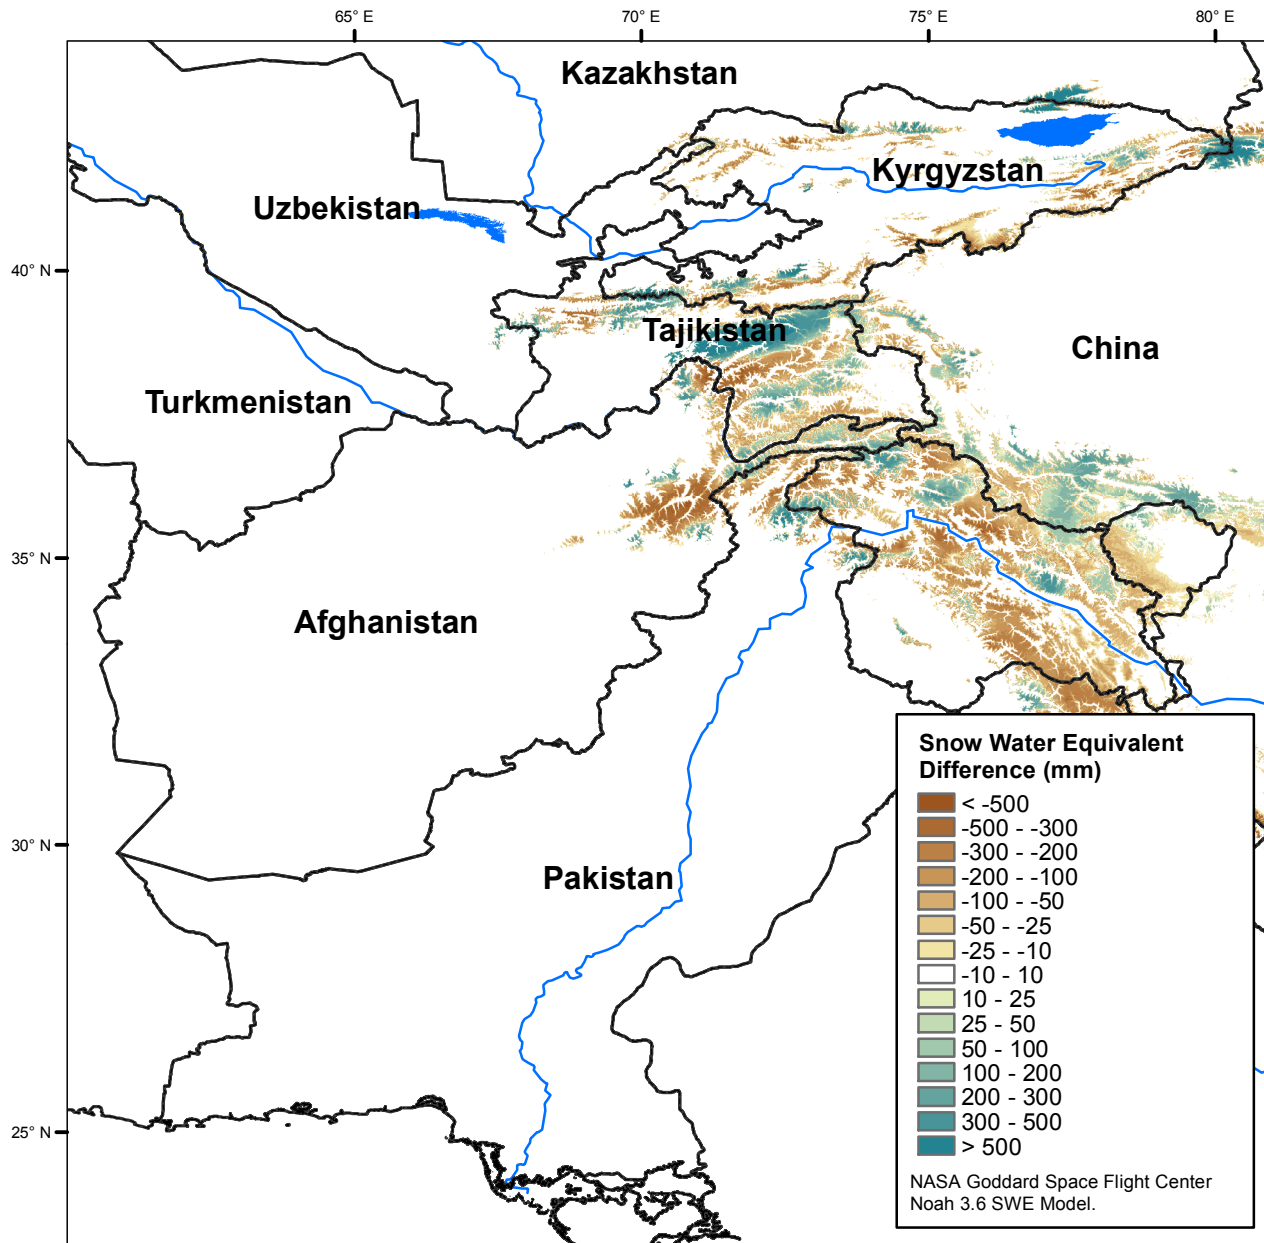 65° E
70° E
75° E
80° E
Kazakhstan
Kyrgyzstan
Uzbekistan
40° N
Tajikistan
China
Turkmenistan
35° N
Afghanistan
30° N
Pakistan
25° N
Snow Water Equivalent
Difference (mm)
< -500
-500 - -300
-300 - -200
-200 - -100
-100 - -50
-50 - -25
-25 - -10
-10 - 10
10 - 25
25 - 50
50 - 100
100 - 200
200 - 300
300 - 500
> 500
NASA Goddard Space Flight Center
Noah 3.6 SWE Model.